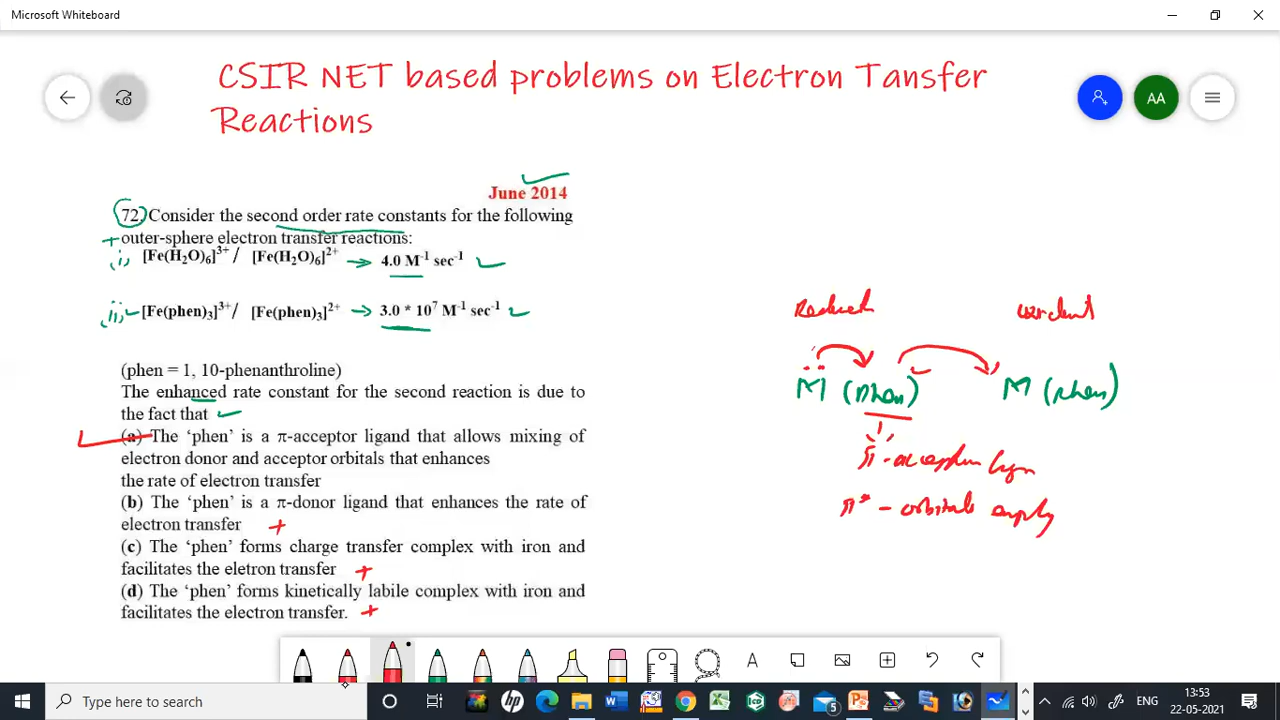 Microsoft Whiteboard
CSIR NET based problems on Electron Tansfer
Reactions
AA
June 2014
72. Consider the second order rate constants for the following
outer-sphere electron transfer reactions:
(i) [Fe(H₂O)₆]³⁺/ [Fe(H₂O)₆]²⁺ → 4.0 M⁻¹ sec⁻¹
(ii) [Fe(phen)₃]³⁺/ [Fe(phen)₃]²⁺ → 3.0 * 10⁷ M⁻¹ sec⁻¹
(phen = 1, 10-phenanthroline)
The enhanced rate constant for the second reaction is due to
the fact that
(a) The ‘phen’ is a π-acceptor ligand that allows mixing of
electron donor and acceptor orbitals that enhances
the rate of electron transfer
(b) The ‘phen’ is a π-donor ligand that enhances the rate of
electron transfer
(c) The ‘phen’ forms charge transfer complex with iron and
facilitates the eletron transfer
(d) The ‘phen’ forms kinetically labile complex with iron and
facilitates the electron transfer.
M (phen) M (phen)
π-
π* - orbitals empty
A
Type here to search
5
ENG
13:53
22-05-2021